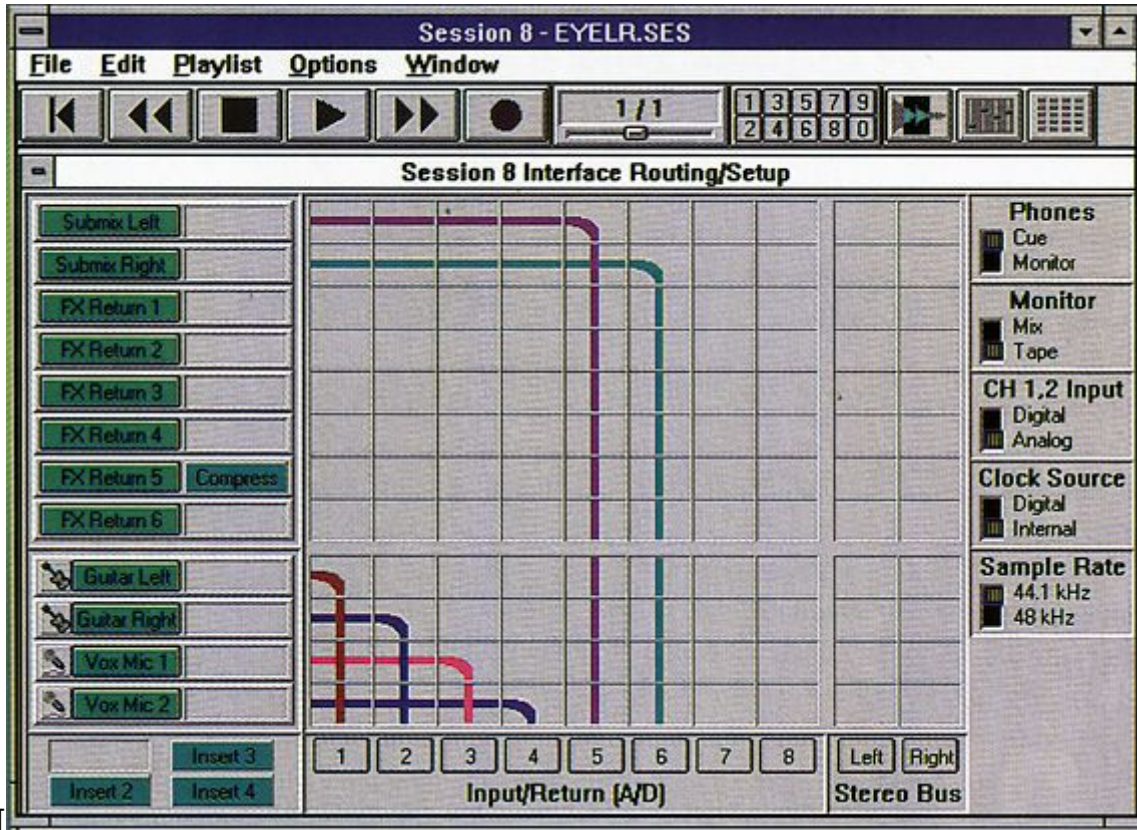 Session 8 - EYELR.SES
File Edit Playlist Options Window
1 / 1
1 3 5 7 9
2 4 6 8 0
Session 8 Interface Routing/Setup
Submix Left
Submix Right
FX Return 1
FX Return 2
FX Return 3
FX Return 4
FX Return 5 Compress
FX Return 6
Guitar Left
Guitar Right
Vox Mic 1
Vox Mic 2
Insert 3
Insert 2 Insert 4
1 2 3 4 5 6 7 8
Input/Return (A/D)
Left Right
Stereo Bus
Phones
Cue
Monitor
Monitor
Mix
Tape
CH 1,2 Input
Digital
Analog
Clock Source
Digital
Internal
Sample Rate
44.1 kHz
48 kHz